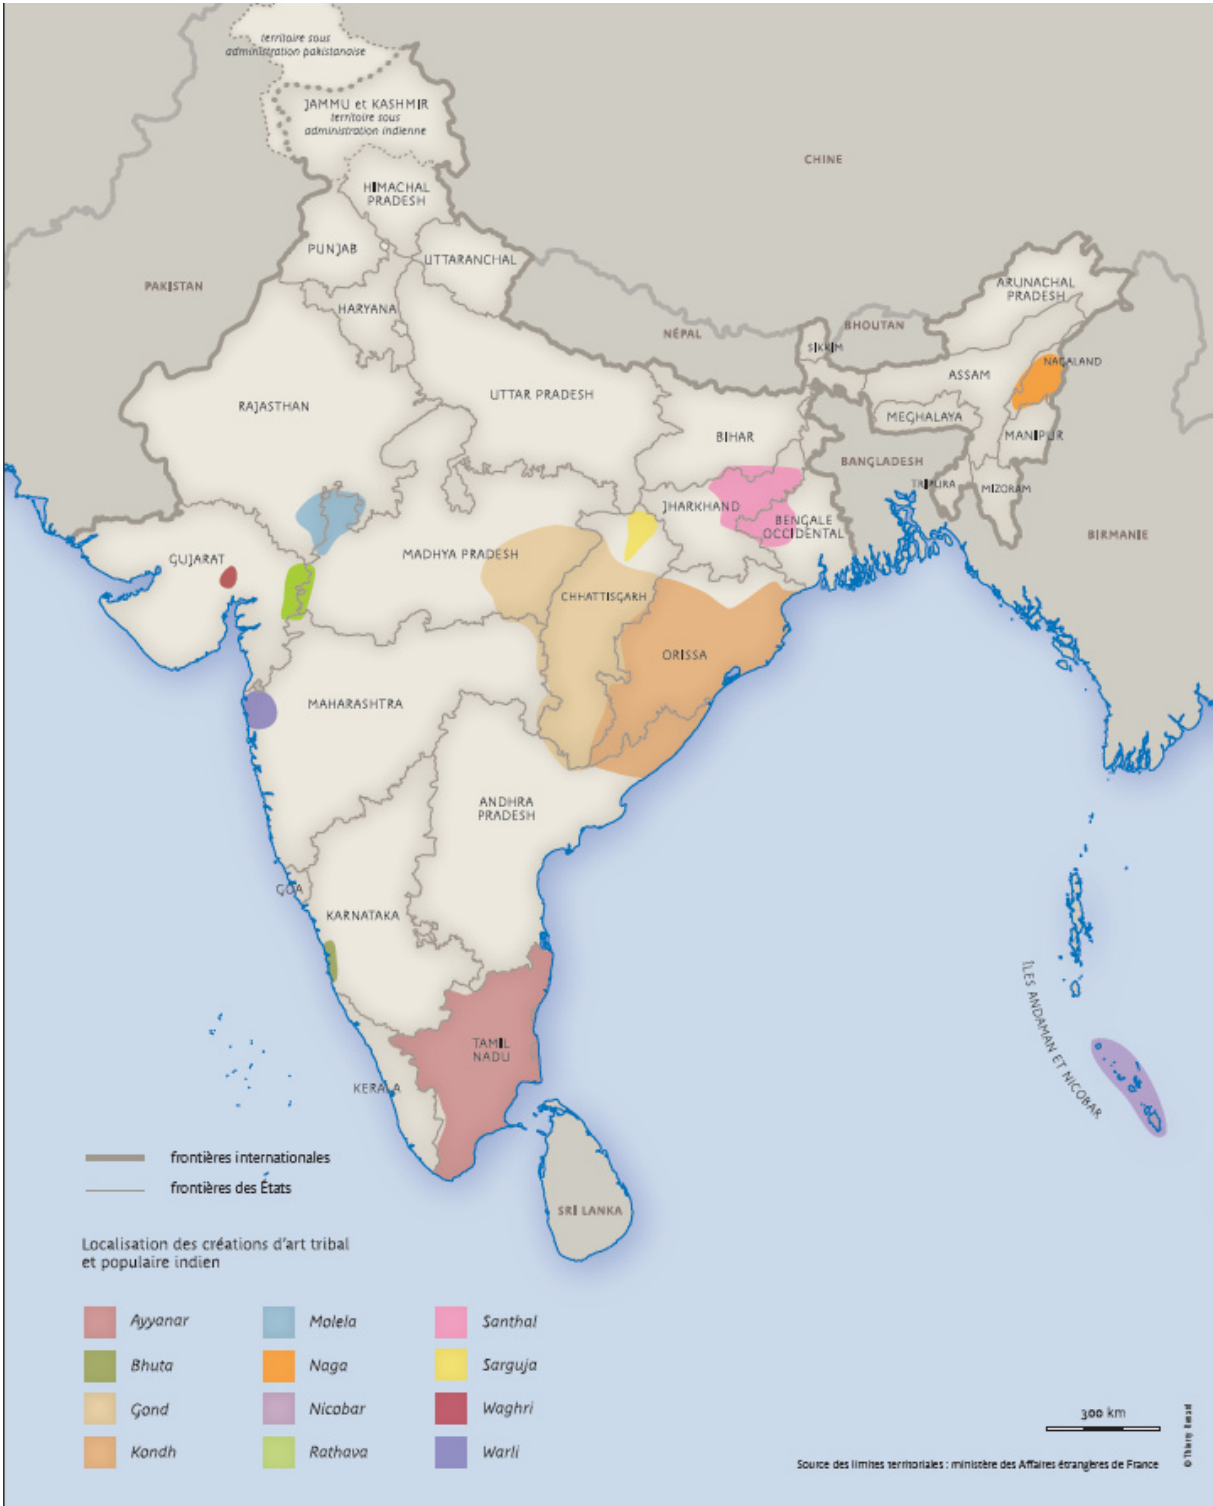 territoire sous
administration pakistanaise
JAMMU et KASHMIR
territoire sous
administration indienne
CHINE
HIMACHAL
PRADESH
PUNJAB
UTTARANCHAL
PAKISTAN
HARYANA
ARUNACHAL
PRADESH
NÉPAL
BHOUTAN
SIKKIM
NAGALAND
ASSAM
RAJASTHAN
UTTAR PRADESH
MEGHALAYA
BIHAR
MANIPUR
BANGLADESH
TRIPURA
MIZORAM
JHARKHAND
BENGALE
OCCIDENTAL
BIRMANIE
GUJARAT
MADHYA PRADESH
CHHATTISGARH
ORISSA
MAHARASHTRA
ANDHRA
PRADESH
GOA
KARNATAKA
ÎLES ANDAMAN ET NICOBAR
TAMIL
NADU
KERALA
SRI LANKA
frontières internationales
frontières des États
Localisation des créations d'art tribal
et populaire indien
Ayyanar
Bhuta
Gond
Kondh
Molela
Naga
Nicobar
Rathava
Santhal
Sarguja
Waghri
Warli
300 km
Source des limites territoriales : ministère des Affaires étrangères de France
© Thierry Renard